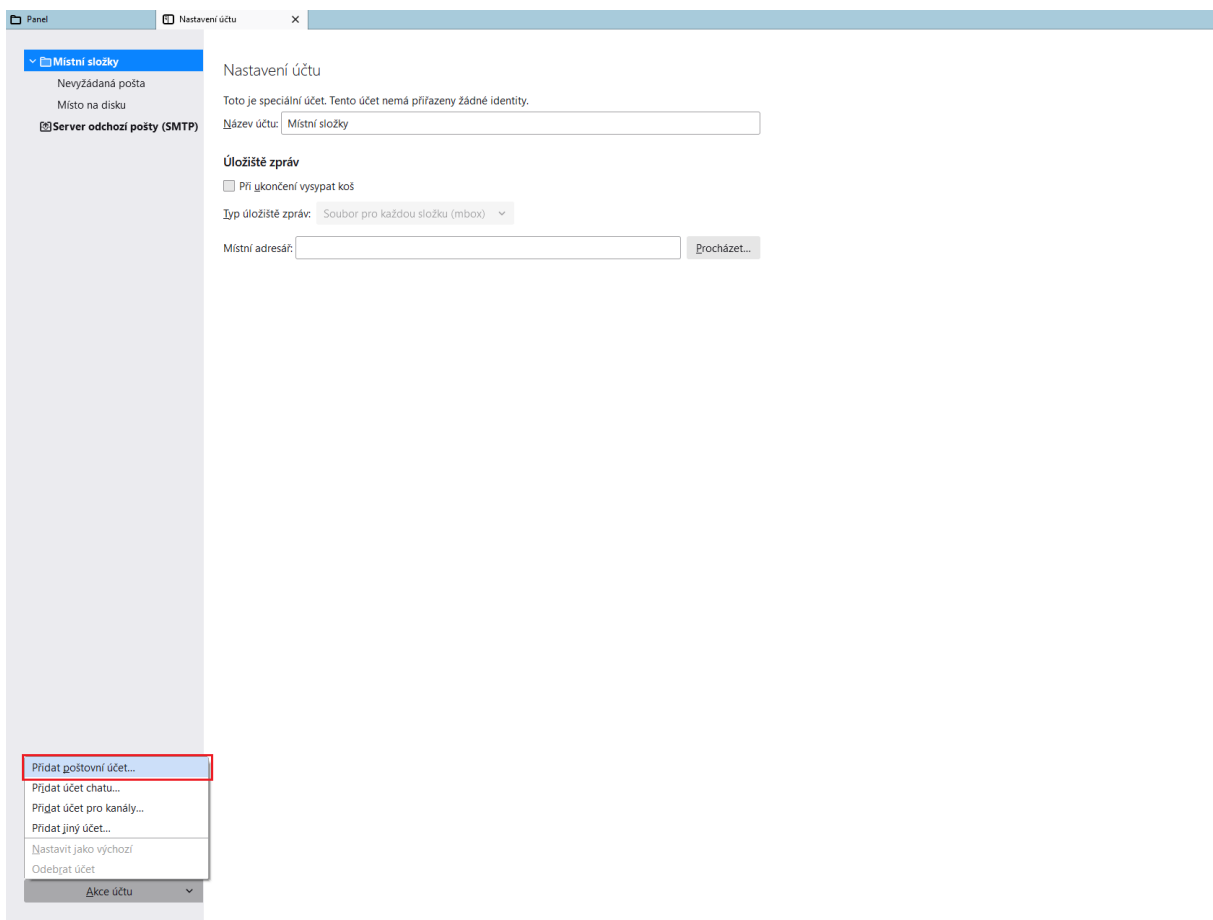 Panel
Nastavení účtu
Místní složky
Nevyžádaná pošta
Místo na disku
Server odchozí pošty (SMTP)
Nastavení účtu
Toto je speciální účet. Tento účet nemá přiřazeny žádné identity.
Název účtu: Místní složky
Úložiště zpráv
Při ukončení vysypat koš
Typ úložiště zpráv: Soubor pro každou složku (mbox)
Místní adresář: Procházet...
Přidat poštovní účet...
Přidat účet chatu...
Přidat účet pro kanály...
Přidat jiný účet...
Nastavit jako výchozí
Odebrat účet
Akce účtu